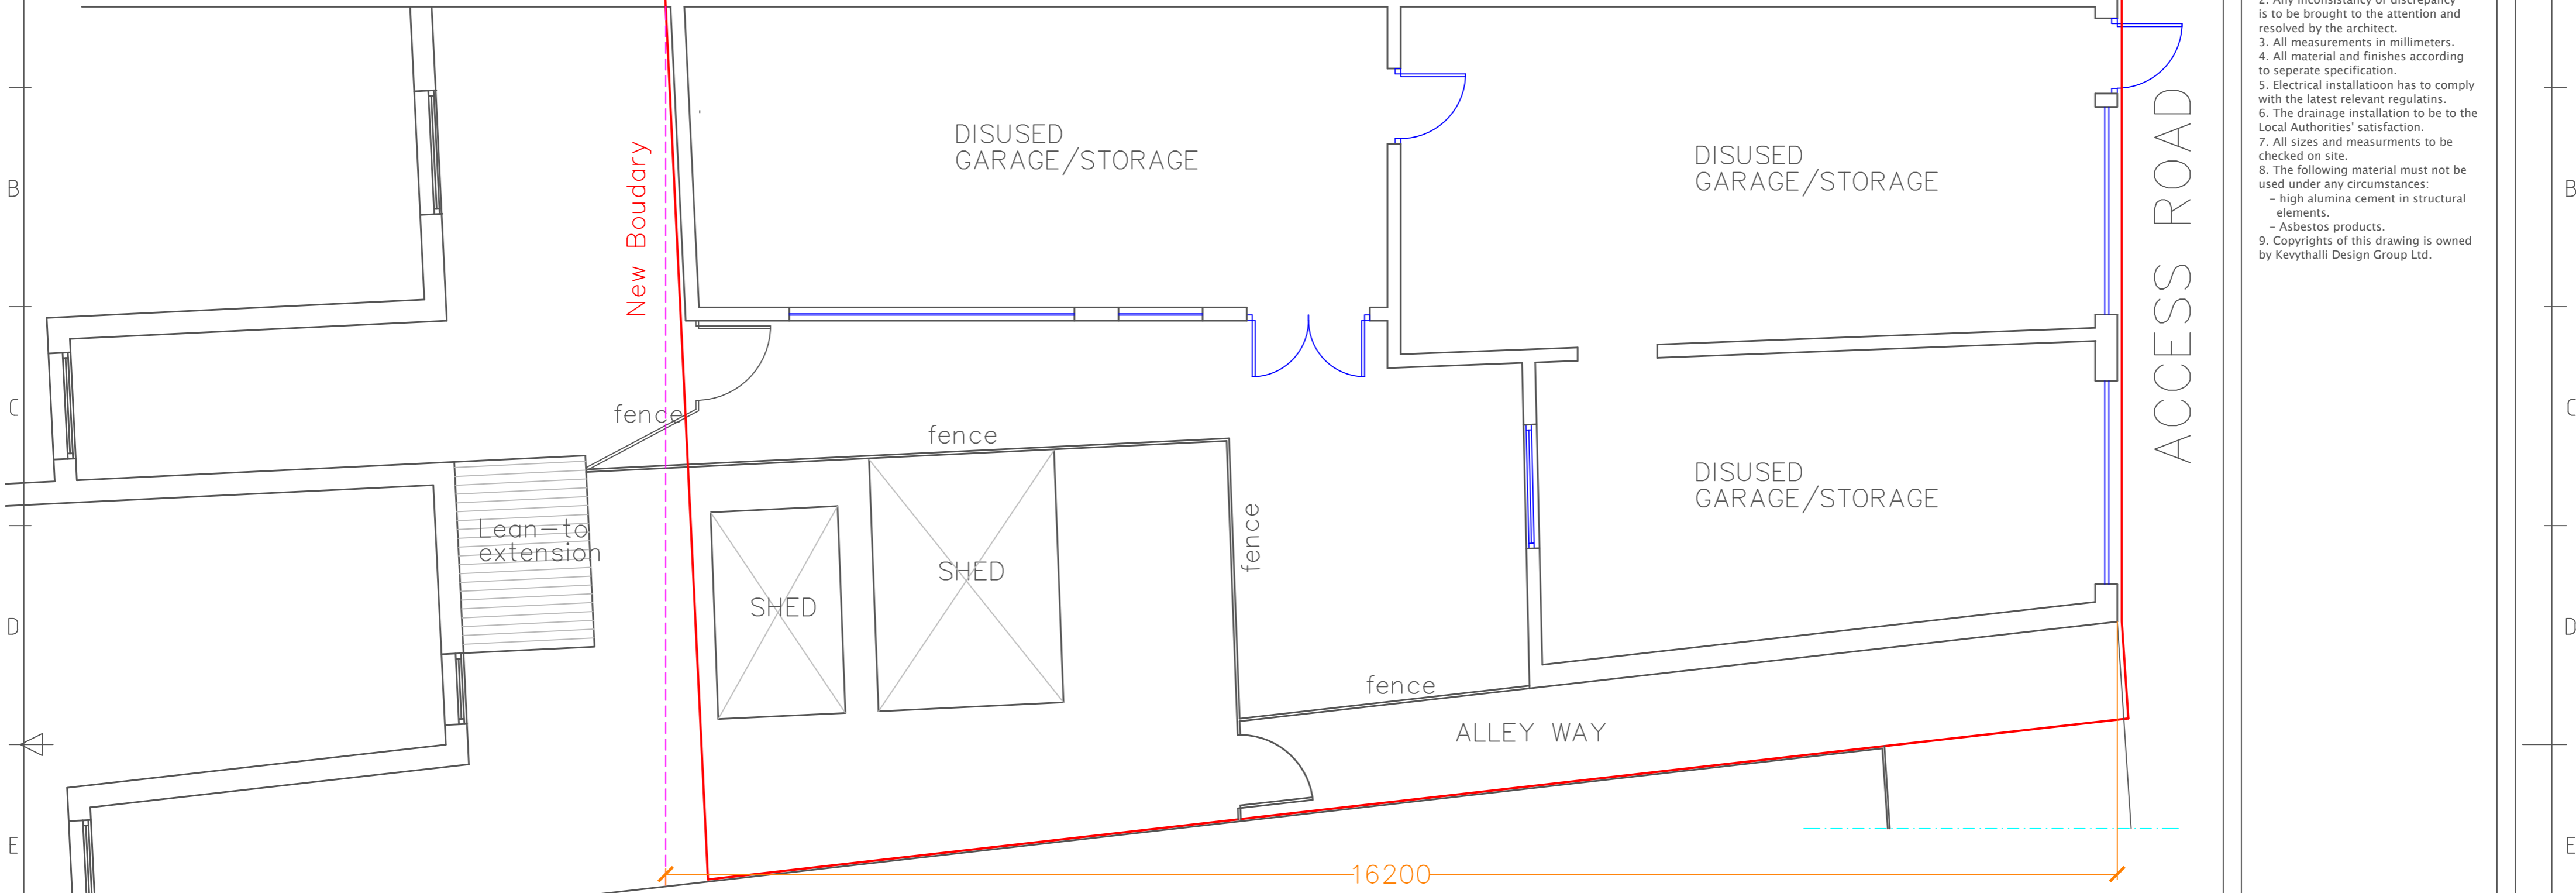 2. Any inconsistancy or discrepancy
is to be brought to the attention and
resolved by the architect.
3. All measurements in millimeters.
4. All material and finishes according
to seperate specification.
5. Electrical installatioon has to comply
with the latest relevant regulatins.
6. The drainage installation to be to the
Local Authorities' satisfaction.
7. All sizes and measurments to be
checked on site.
8. The following material must not be
used under any circumstances:
- high alumina cement in structural
elements.
- Asbestos products.
9. Copyrights of this drawing is owned
by Kevythalli Design Group Ltd.
DISUSED
GARAGE/STORAGE
DISUSED
GARAGE/STORAGE
New Boudary
ACCESS ROAD
B
B
C
C
fence
fence
DISUSED
GARAGE/STORAGE
Lean-to
extension
fence
SHED
SHED
D
D
fence
ALLEY WAY
E
E
16200